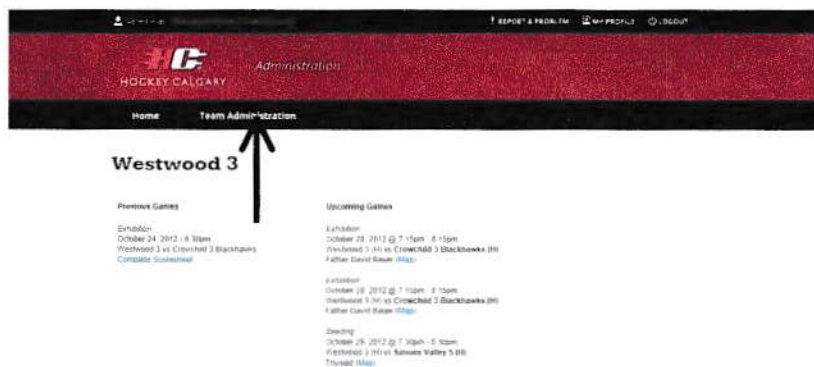 REPORT A PROBLEM MY PROFILE LOGOUT
HC
HOCKEY CALGARY
Administration
Home Team Administration
Westwood 3
Previous Games
Exhibition
October 24, 2012 - 6:30pm
Westwood 3 vs Crowchild 3 Blackhawks
Complete Scoresheet
Upcoming Games
Exhibition
October 28, 2012 @ 7:15pm - 8:15pm
Westwood 3 (H) vs Crowchild 3 Blackhawks (H)
Father David Bauer (Map)
Exhibition
October 28, 2012 @ 7:15pm - 8:15pm
Westwood 3 (H) vs Crowchild 3 Blackhawks (H)
Father David Bauer (Map)
Seeding
October 29, 2012 @ 7:30pm - 8:30pm
Westwood 3 (H) vs Simons Valley 5 (H)
Triwood (Map)